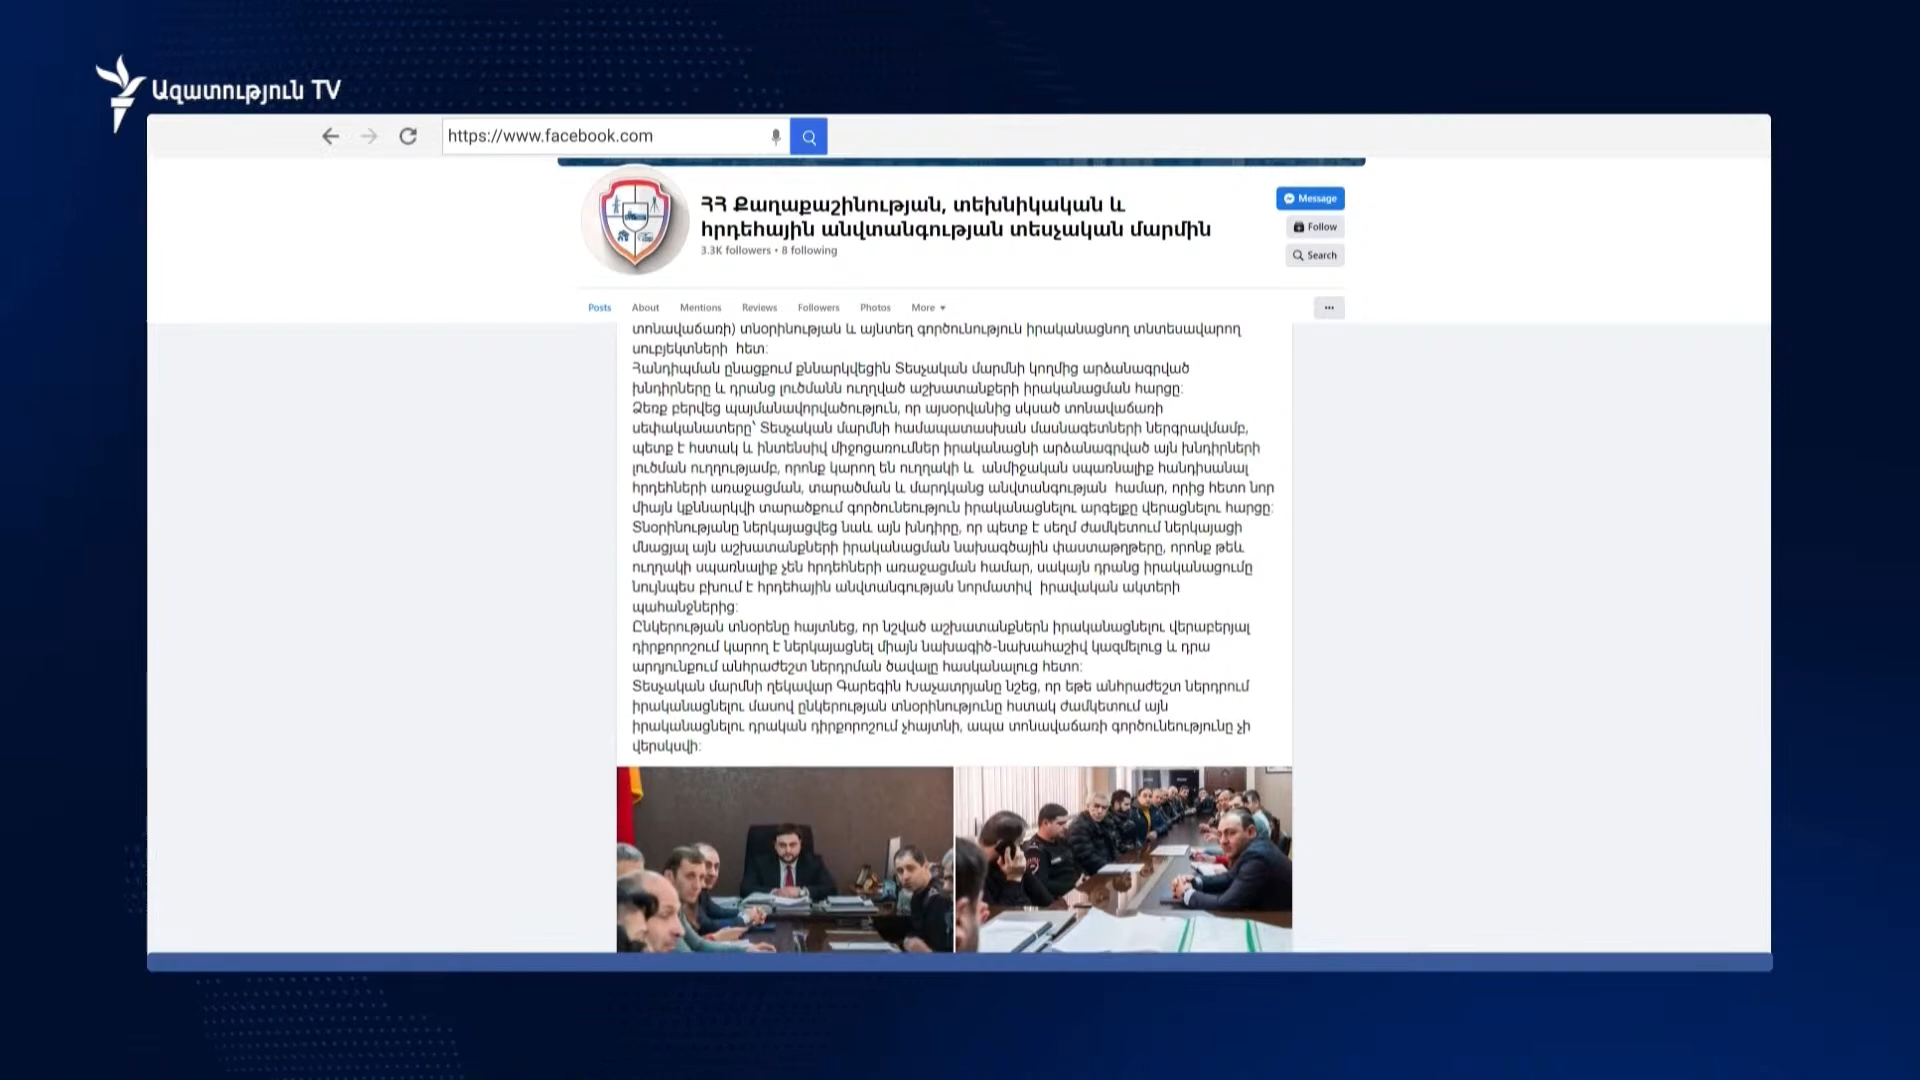 Ազատություն TV
https://www.facebook.com
ՀՀ Քաղաքաշինության, տեխնիկական և
հրդեհային անվտանգության տեսչական մարմին
3.3K followers • 8 following
Message
Follow
Search
Posts About Mentions Reviews Followers Photos More
տոնավաճառի) տնօրինության և այնտեղ գործունություն իրականացնող տնտեսավարող
սուբյեկտների հետ:
Հանդիպման ընացքում քննարկվեցին Տեսչական մարմնի կողմից արձանագրված
խնդիրները և դրանց լուծմանն ուղղված աշխատանքերի իրականացման հարցը:
Ձեռք բերվեց պայմանավորվածություն, որ այսօրվանից սկսած տոնավաճառի
սեփականատերը՝ Տեսչական մարմնի համապատասխան մասնագետների ներգրավմամբ,
պետք է հստակ և ինտենսիվ միջոցառումներ իրականացնի արձանագրված այն խնդիրների
լուծման ուղղությամբ, որոնք կարող են ուղղակի և անմիջական սպառնալիք հանդիսանալ
հրդեհների առաջացման, տարածման և մարդկանց անվտանգության համար, որից հետո նոր
միայն կքննարկվի տարածքում գործունեություն իրականացնելու արգելքը վերացնելու հարցը:
Տնօրինությանը ներկայացվեց նաև այն խնդիրը, որ պետք է սեղմ ժամկետում ներկայացի
մնացյալ այն աշխատանքների իրականացման նախագծային փաստաթղթերը, որոնք թեև
ուղղակի սպառնալիք չեն հրդեհների առաջացման համար, սակայն դրանց իրականացումը
նույնպես բխում է հրդեհային անվտանգության նորմատիվ իրավական ակտերի
պահանջներից:
Ընկերության տնօրենը հայտնեց, որ նշված աշխատանքներն իրականացնելու վերաբերյալ
դիրքորոշում կարող է ներկայացնել միայն նախագիծ-նախահաշիվ կազմելուց և դրա
արդյունքում անհրաժեշտ ներդրման ծավալը հասկանալուց հետո:
Տեսչական մարմնի ղեկավար Գարեգին Խաչատրյանը նշեց, որ եթե անհրաժեշտ ներդրում
իրականացնելու մասով ընկերության տնօրինությունը հստակ ժամկետում այն
իրականացնելու դրական դիրքորոշում չհայտնի, ապա տոնավաճառի գործունեությունը չի
վերսկսվի: